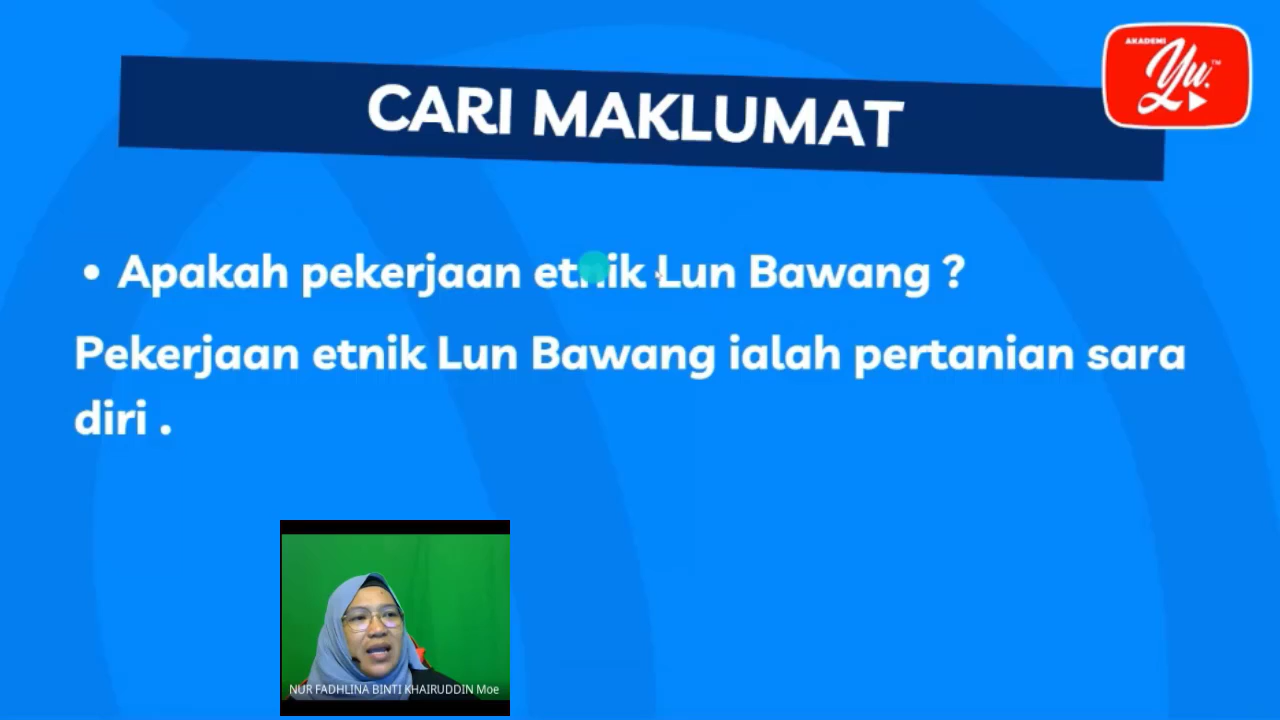 AKADEMI
Yu.™
CARI MAKLUMAT
• Apakah pekerjaan etnik Lun Bawang ?
Pekerjaan etnik Lun Bawang ialah pertanian sara
diri .
NUR FADHLINA BINTI KHAIRUDDIN Moe